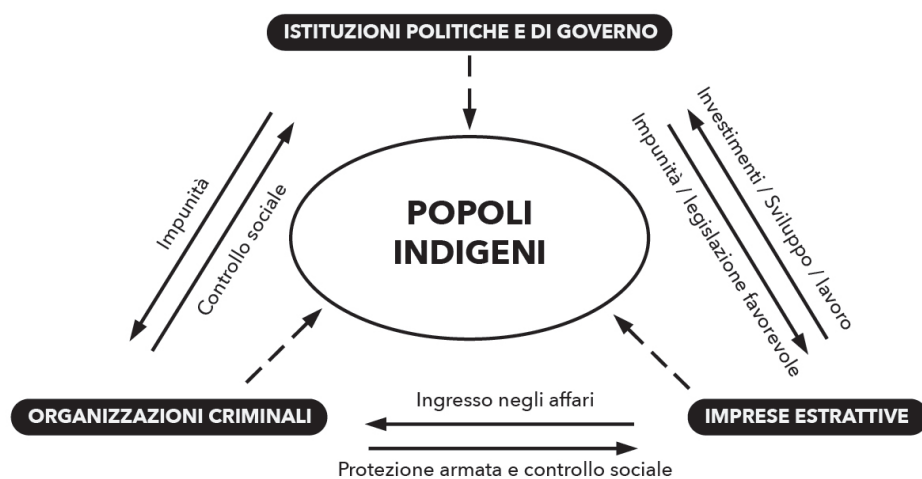 ISTITUZIONI POLITICHE E DI GOVERNO
Impunità
Controllo sociale
POPOLI
INDIGENI
Impunità / legislazione favorevole
Investimenti / Sviluppo / lavoro
ORGANIZZAZIONI CRIMINALI
Ingresso negli affari
IMPRESE ESTRATTIVE
Protezione armata e controllo sociale